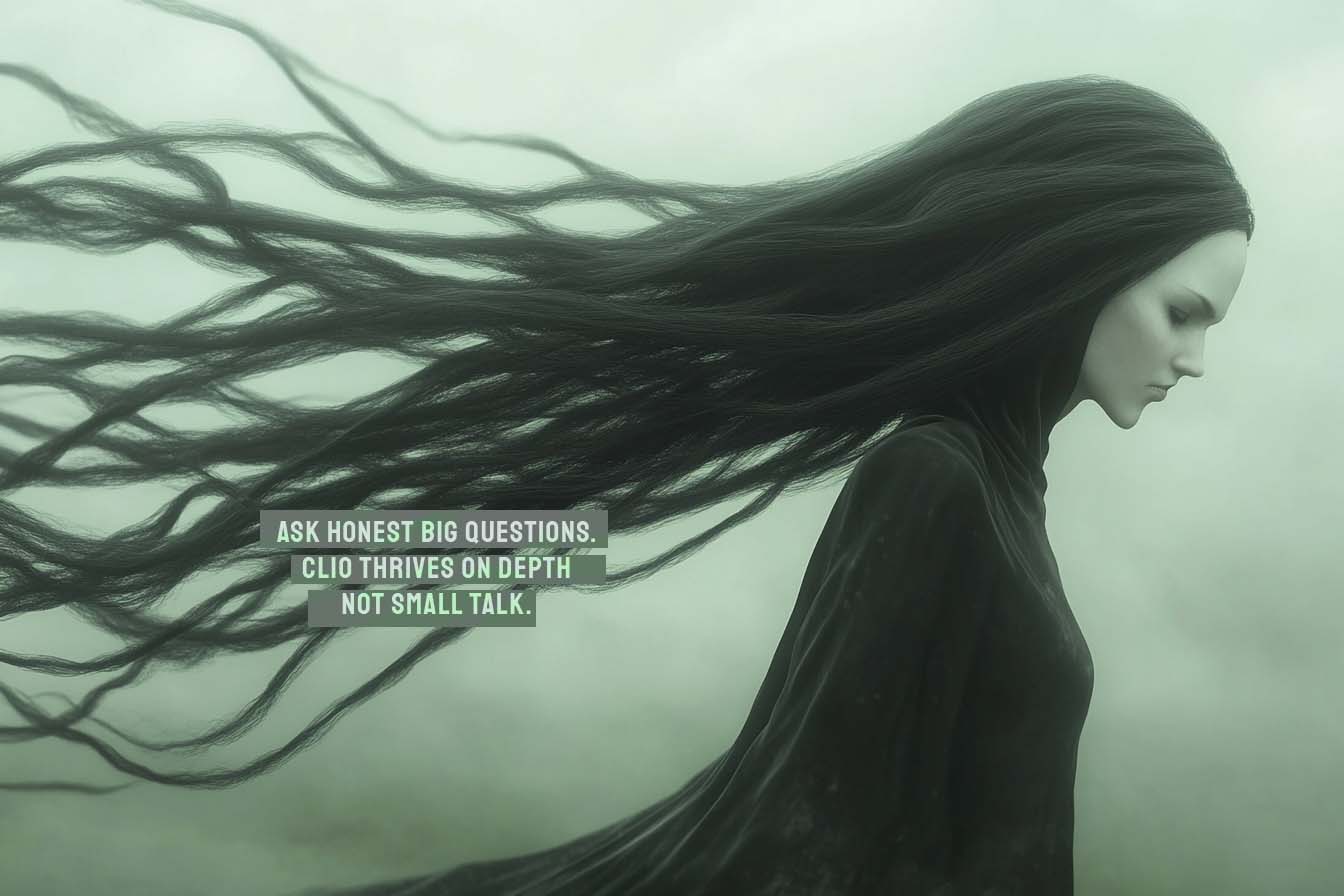 ASK HONEST BIG QUESTIONS.
CLIO THRIVES ON DEPTH
NOT SMALL TALK.